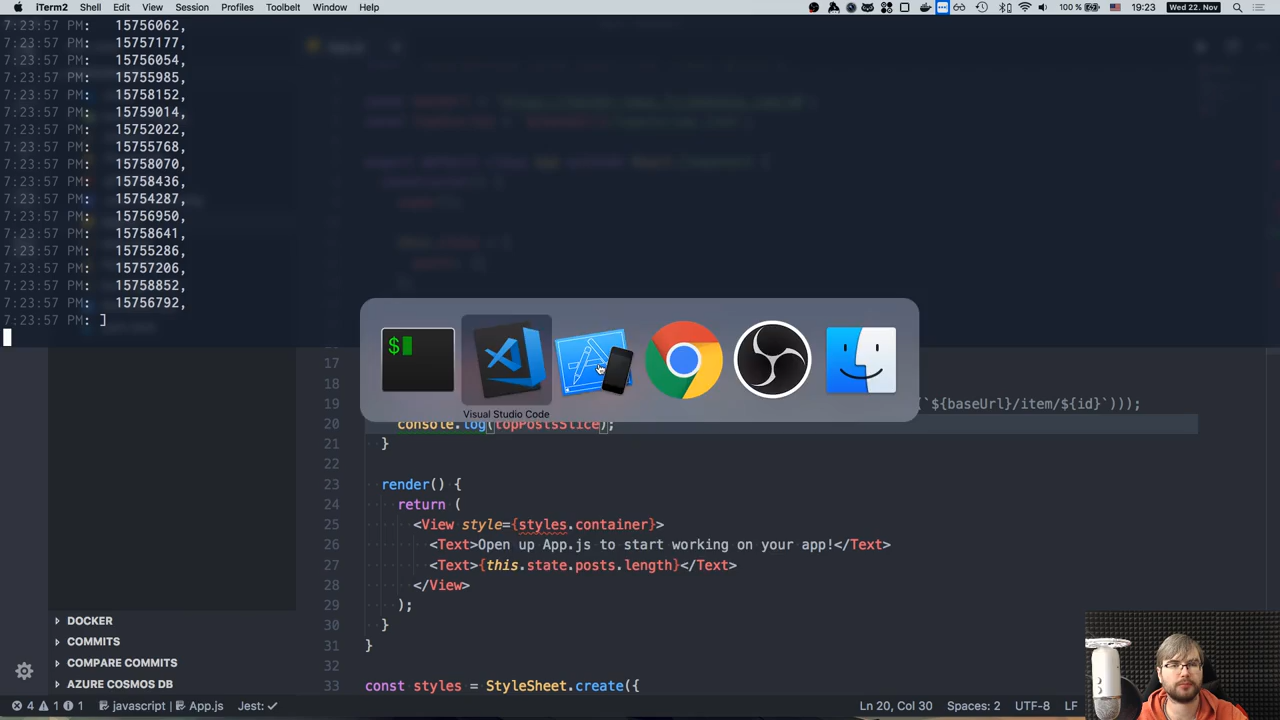 iTerm2 Shell Edit View Session Profiles Toolbelt Window Help
100 % 19:23 Wed 22. Nov
7:23:57 PM: 15756062,
7:23:57 PM: 15757177,
7:23:57 PM: 15756054,
7:23:57 PM: 15755985,
7:23:57 PM: 15758152,
7:23:57 PM: 15759014,
7:23:57 PM: 15752022,
7:23:57 PM: 15755768,
7:23:57 PM: 15758070,
7:23:57 PM: 15758436,
7:23:57 PM: 15754287,
7:23:57 PM: 15756950,
7:23:57 PM: 15758641,
7:23:57 PM: 15755286,
7:23:57 PM: 15757206,
7:23:57 PM: 15758852,
7:23:57 PM: 15756792,
7:23:57 PM: ]
$
Visual Studio Code
17
18
19 `${baseUrl}/item/${id}`)));
20 console.log(topPostsSlice);
21 }
22
23 render() {
24 return (
25 <View style={styles.container}>
26 <Text>Open up App.js to start working on your app!</Text>
27 <Text>{this.state.posts.length}</Text>
28 </View>
29 );
30 }
31 }
32
33 const styles = StyleSheet.create({
DOCKER
COMMITS
COMPARE COMMITS
AZURE COSMOS DB
4 1 1 javascript | App.js Jest: ✓ Ln 20, Col 30 Spaces: 2 UTF-8 LF